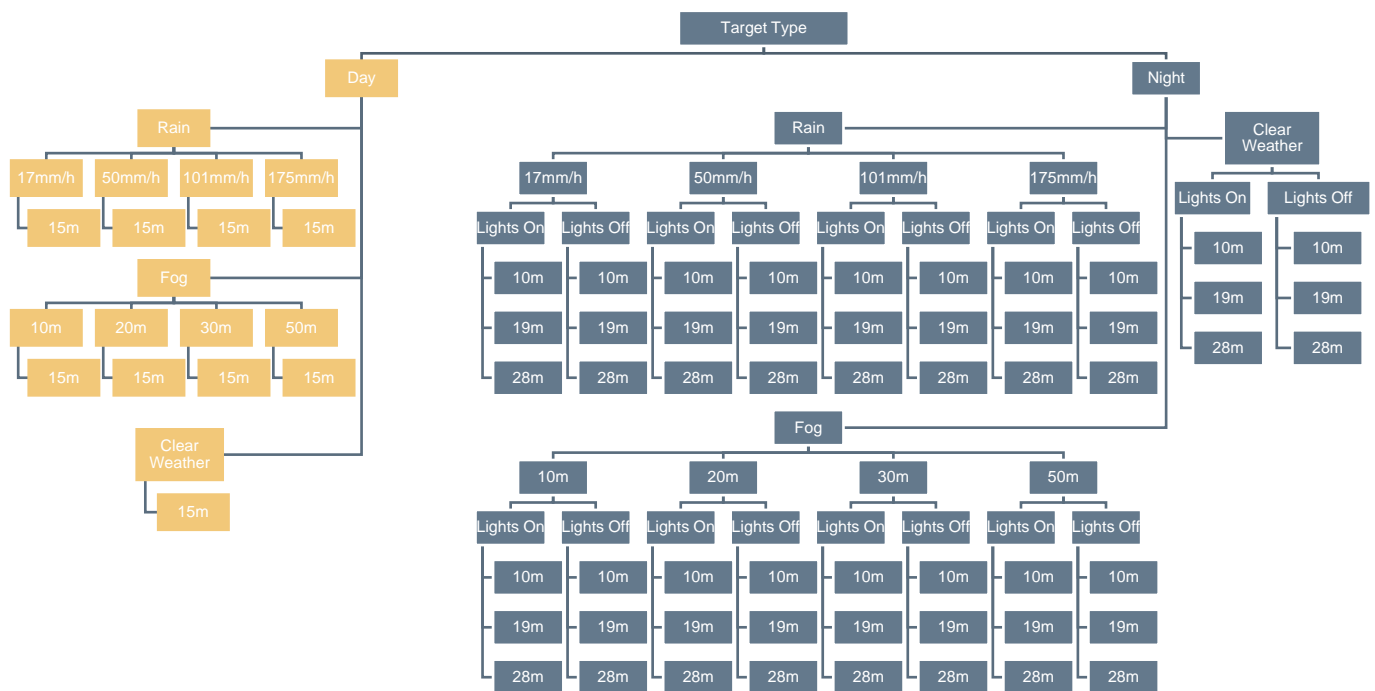 Target Type
Day
Night
Rain
17mm/h 50mm/h 101mm/h 175mm/h
15m 15m 15m 15m
Fog
10m 20m 30m 50m
15m 15m 15m 15m
Clear
Weather
15m
Rain
17mm/h 50mm/h 101mm/h 175mm/h
Lights On Lights Off Lights On Lights Off Lights On Lights Off Lights On Lights Off
10m 10m 10m 10m 10m 10m 10m 10m
19m 19m 19m 19m 19m 19m 19m 19m
28m 28m 28m 28m 28m 28m 28m 28m
Clear
Weather
Lights On Lights Off
10m 10m
19m 19m
28m 28m
Fog
10m 20m 30m 50m
Lights On Lights Off Lights On Lights Off Lights On Lights Off Lights On Lights Off
10m 10m 10m 10m 10m 10m 10m 10m
19m 19m 19m 19m 19m 19m 19m 19m
28m 28m 28m 28m 28m 28m 28m 28m